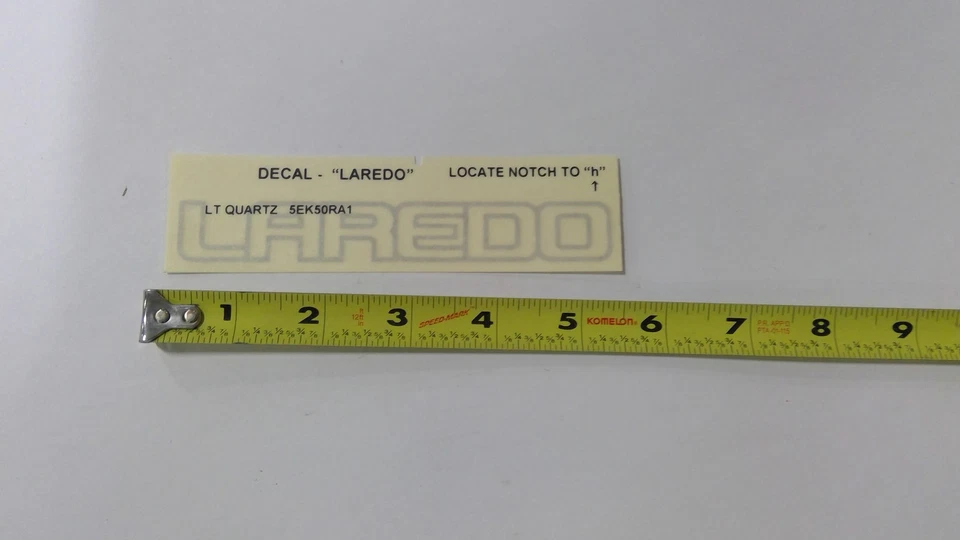 DECAL - “LAREDO” LOCATE NOTCH TO “h”
↑
LT QUARTZ 5EK50RA1
LAREDO
1 2 3 SPEEDMARK 4 5 KOMELON 6 7 8 9